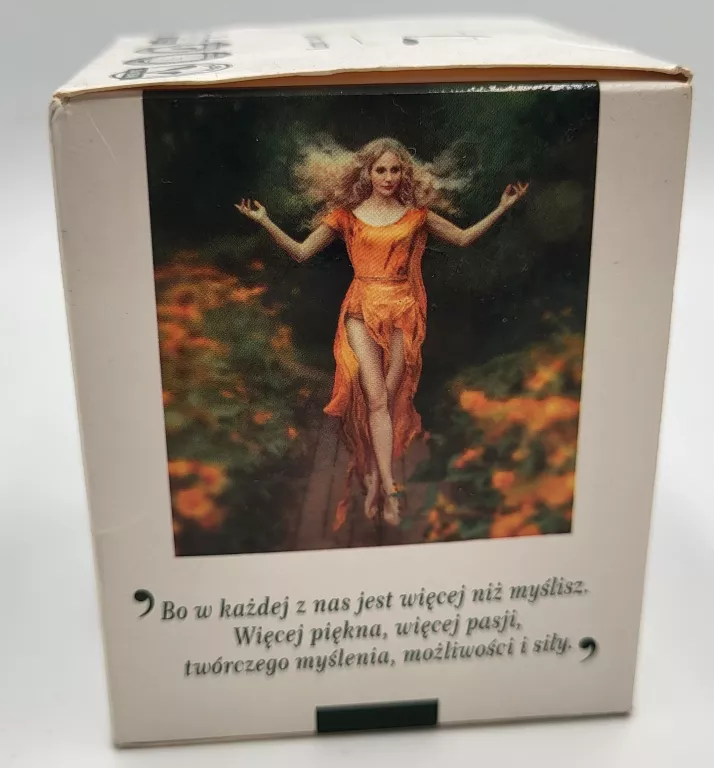 ❜Bo w każdej z nas jest więcej niż myślisz.
Więcej piękna, więcej pasji,
twórczego myślenia, możliwości i siły.❜